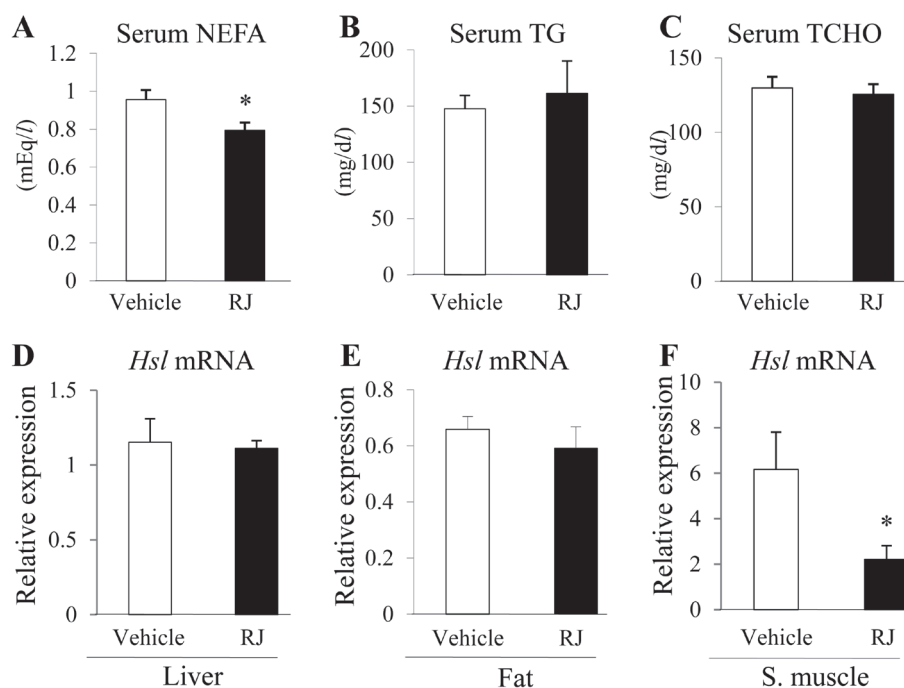 A Serum NEFA
(mEq/l)
1.2
1
0.8
0.6
0.4
0.2
0
*
Vehicle RJ
B Serum TG
(mg/dl)
200
150
100
50
0
Vehicle RJ
C Serum TCHO
(mg/dl)
150
100
50
0
Vehicle RJ
D Hsl mRNA
Relative expression
1.5
1
0.5
0
Vehicle RJ
Liver
E Hsl mRNA
Relative expression
0.8
0.6
0.4
0.2
0
Vehicle RJ
Fat
F Hsl mRNA
Relative expression
10
8
6
4
2
0
*
Vehicle RJ
S. muscle